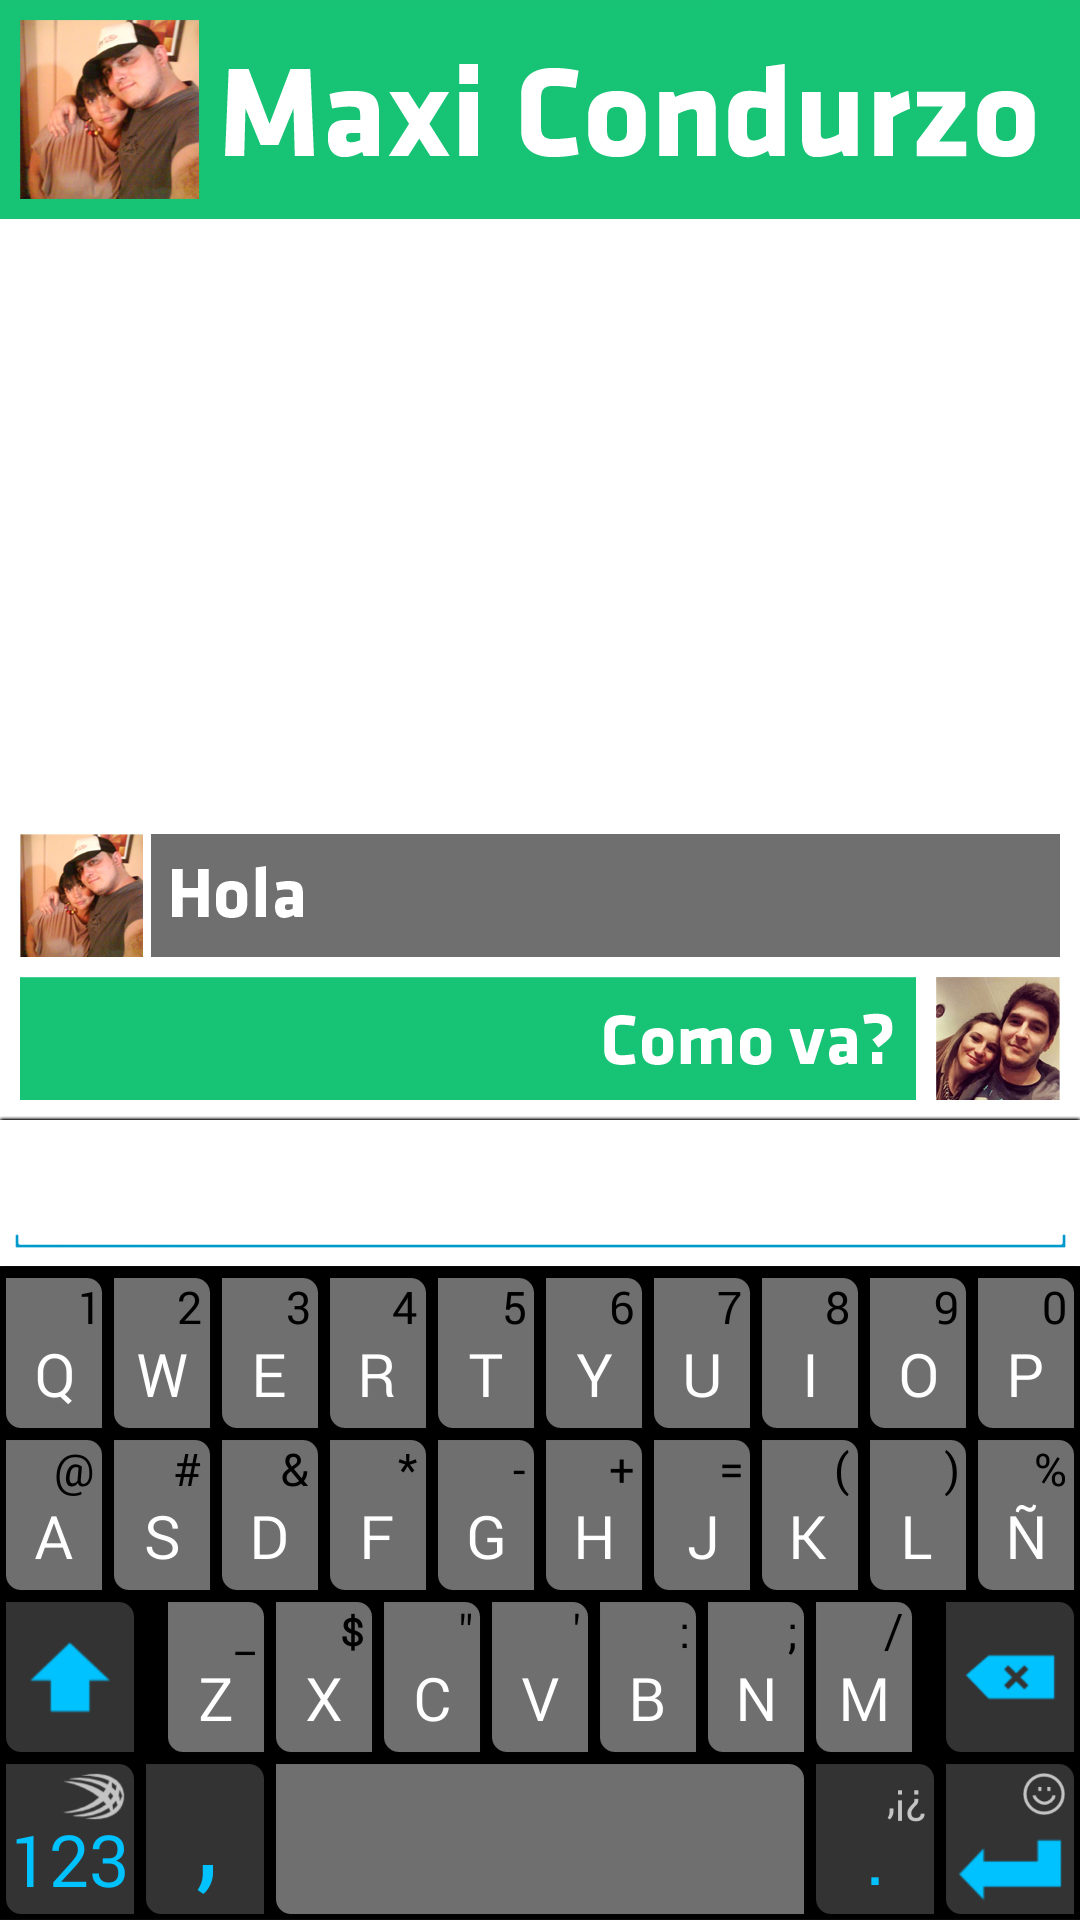 Maxi Condurzo
Hola
Como va?
1 2 3 4 5 6 7 8 9 0
Q W E R T Y U I O P
@ # & * - + = ( ) %
A S D F G H J K L Ñ
_ $ " ' : ; /
Z X C V B N M
,¡¿
123 , .